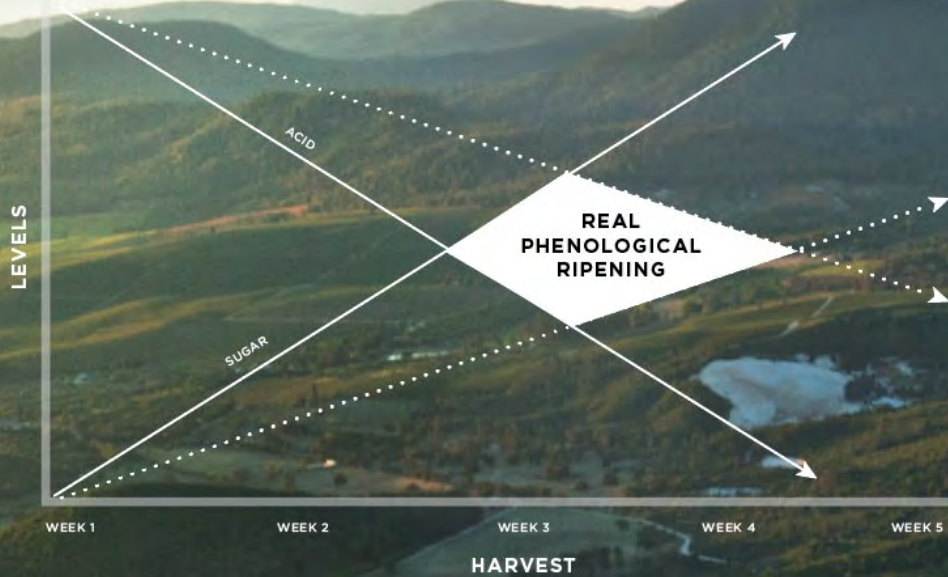 ACID
LEVELS
REAL
PHENOLOGICAL
RIPENING
SUGAR
WEEK 1
WEEK 2
WEEK 3
WEEK 4
WEEK 5
HARVEST